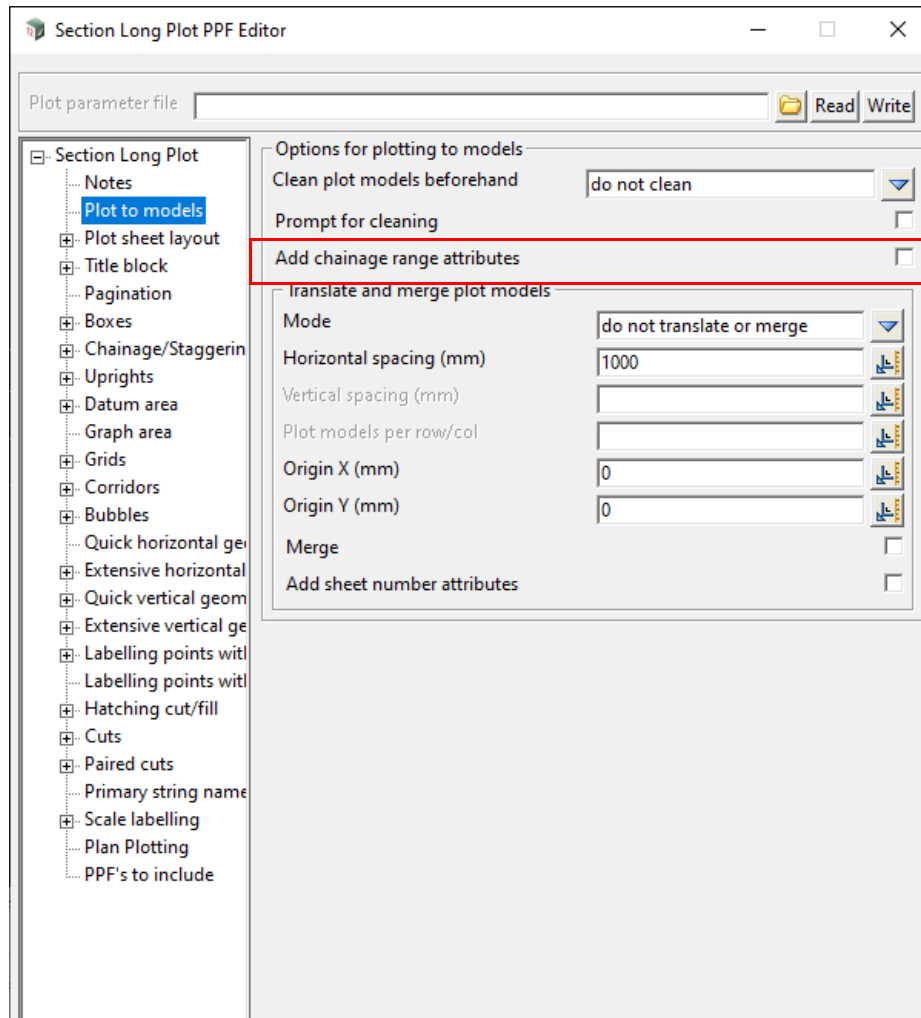 Section Long Plot PPF Editor
Plot parameter file
Read
Write
Section Long Plot
Notes
Plot to models
Plot sheet layout
Title block
Pagination
Boxes
Chainage/Staggerin
Uprights
Datum area
Graph area
Grids
Corridors
Bubbles
Quick horizontal ge
Extensive horizontal
Quick vertical geom
Extensive vertical ge
Labelling points witl
Labelling points witl
Hatching cut/fill
Cuts
Paired cuts
Primary string name
Scale labelling
Plan Plotting
PPF's to include
Options for plotting to models
Clean plot models beforehand
do not clean
Prompt for cleaning
Add chainage range attributes
Translate and merge plot models
Mode
do not translate or merge
Horizontal spacing (mm)
1000
Vertical spacing (mm)
Plot models per row/col
Origin X (mm)
0
Origin Y (mm)
0
Merge
Add sheet number attributes